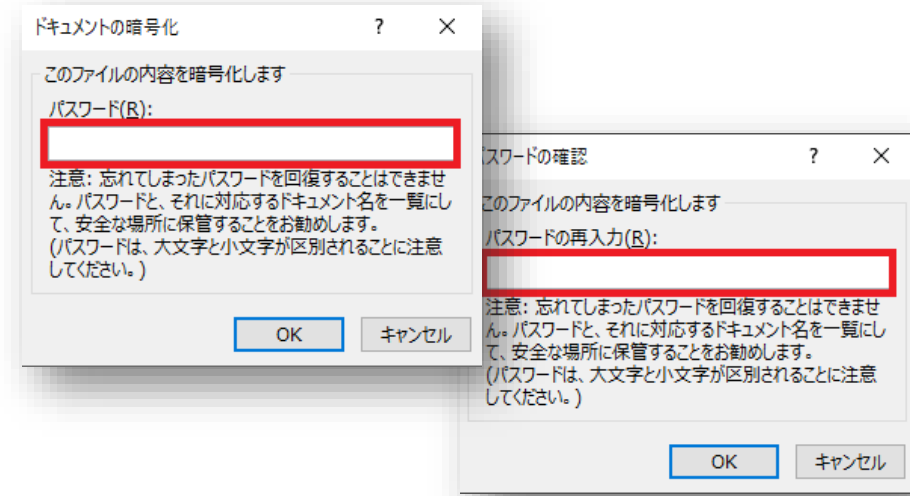 ドキュメントの暗号化
このファイルの内容を暗号化します
パスワード(R):
注意: 忘れてしまったパスワードを回復することはできませ
ん。パスワードと、それに対応するドキュメント名を一覧にし
て、安全な場所に保管することをお勧めします。
(パスワードは、大文字と小文字が区別されることに注意
してください。)
OK キャンセル
パスワードの確認
このファイルの内容を暗号化します
パスワードの再入力(R):
注意: 忘れてしまったパスワードを回復することはできませ
ん。パスワードと、それに対応するドキュメント名を一覧にし
て、安全な場所に保管することをお勧めします。
(パスワードは、大文字と小文字が区別されることに注意
してください。)
OK キャンセル